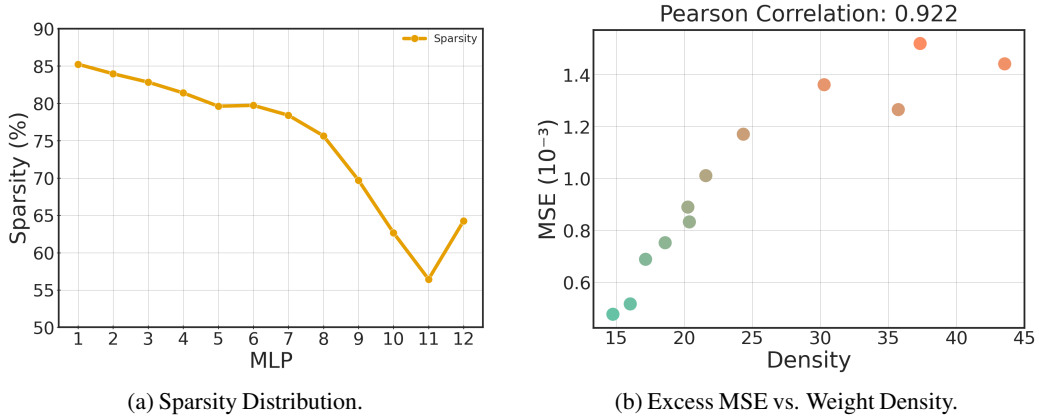 90
85
80
75
70
65
60
55
50
Sparsity (%)
Sparsity
1 2 3 4 5 6 7 8 9 10 11 12
MLP
(a) Sparsity Distribution.
Pearson Correlation: 0.922
1.4
1.2
1.0
0.8
0.6
MSE (10⁻³)
15 20 25 30 35 40 45
Density
(b) Excess MSE vs. Weight Density.